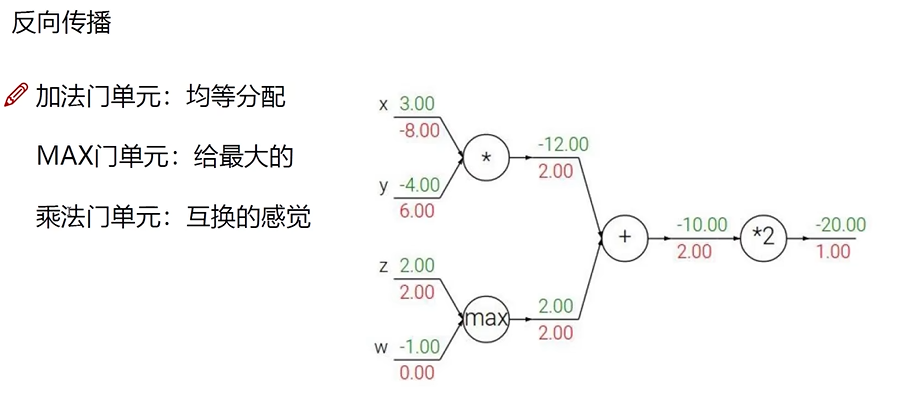 反向传播
加法门单元：均等分配
MAX门单元：给最大的
乘法门单元：互换的感觉
x 3.00
-8.00
*
-12.00
2.00
y -4.00
6.00
+
-10.00
2.00
*2
-20.00
1.00
z 2.00
2.00
max
2.00
2.00
w -1.00
0.00